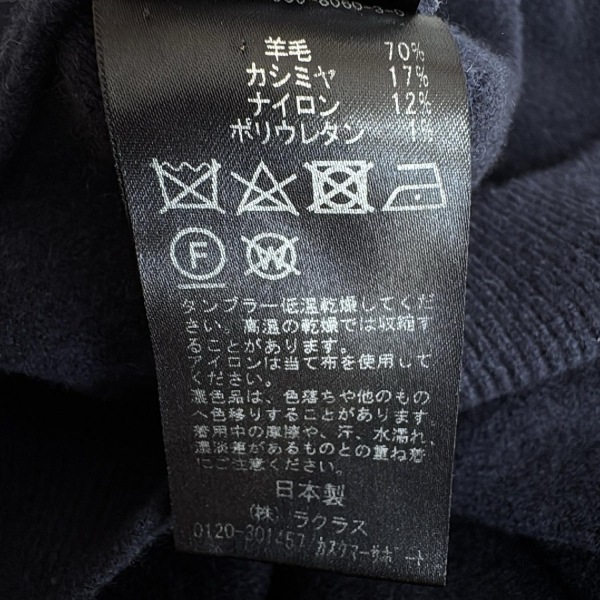 羊毛 70%
カシミヤ 17%
ナイロン 12%
ポリウレタン 1%
F
W
タンブラー低温乾燥してくだ
さい。高温の乾燥では収縮す
ることがあります。
アイロンは当て布を使用して
ください。
濃色品は、色落ちや他のもの
へ色移りすることがあります
着用中の摩擦や、汗、水濡れ、
濃淡差があるものとの重ね着
にご注意ください。
日本製
(株) ラクラス
0120-301457 カスタマーサポート